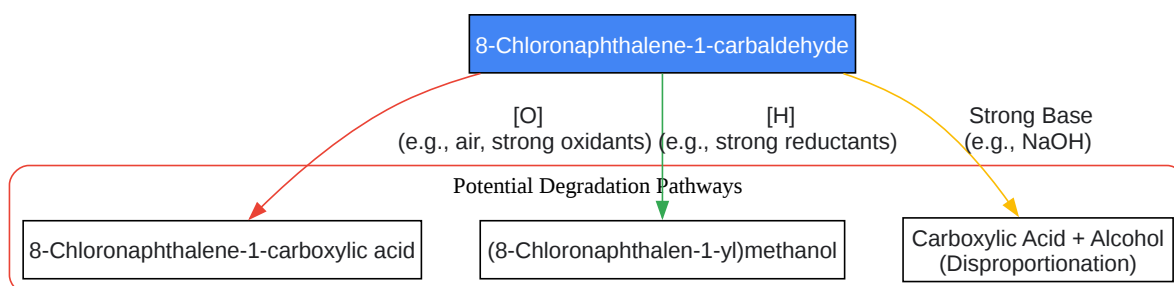 8-Chloronaphthalene-1-carbaldehyde
[O]
(e.g., air, strong oxidants)
[H]
(e.g., strong reductants)
Strong Base
(e.g., NaOH)
Potential Degradation Pathways
8-Chloronaphthalene-1-carboxylic acid
(8-Chloronaphthalen-1-yl)methanol
Carboxylic Acid + Alcohol
(Disproportionation)